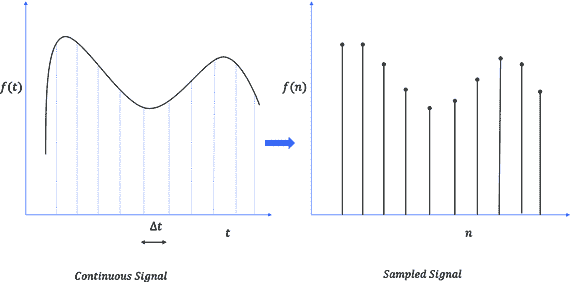 f(t)
f(n)
Δt
t
n
Continuous Signal
Sampled Signal